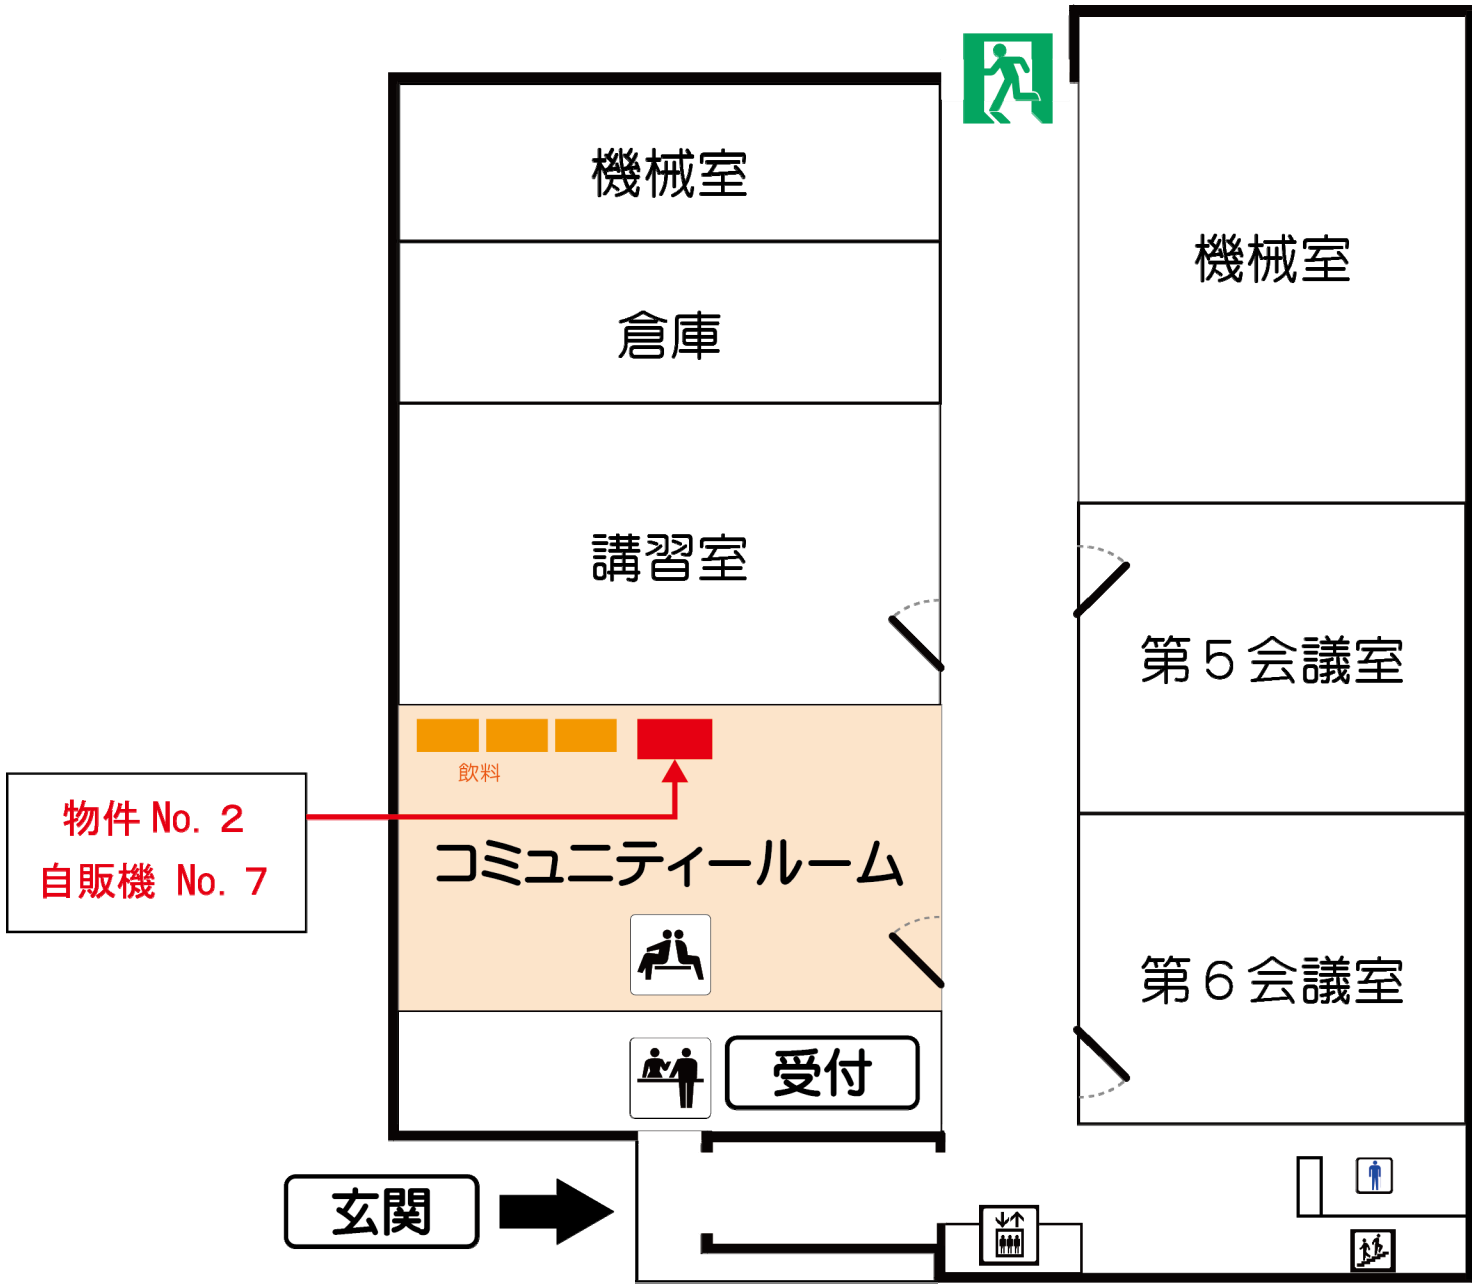 機械室
機械室
倉庫
講習室
第５会議室
飲料
物件 No. 2
自販機 No. 7
コミュニティールーム
第６会議室
受付
玄関